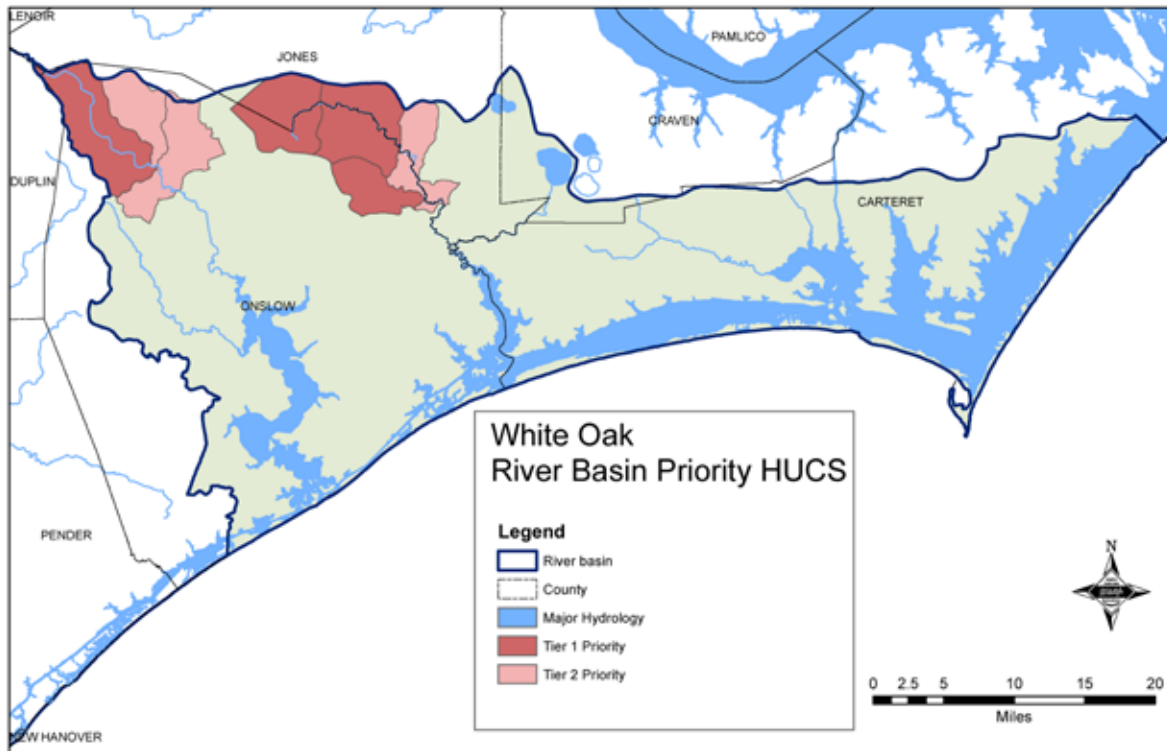 LENOIR
PAMLICO
JONES
CRAVEN
DUPLIN
CARTERET
ONSLOW
White Oak
River Basin Priority HUCS
Legend
River basin
County
Major Hydrology
Tier 1 Priority
Tier 2 Priority
PENDER
N
0 2.5 5 10 15 20
Miles
NEW HANOVER